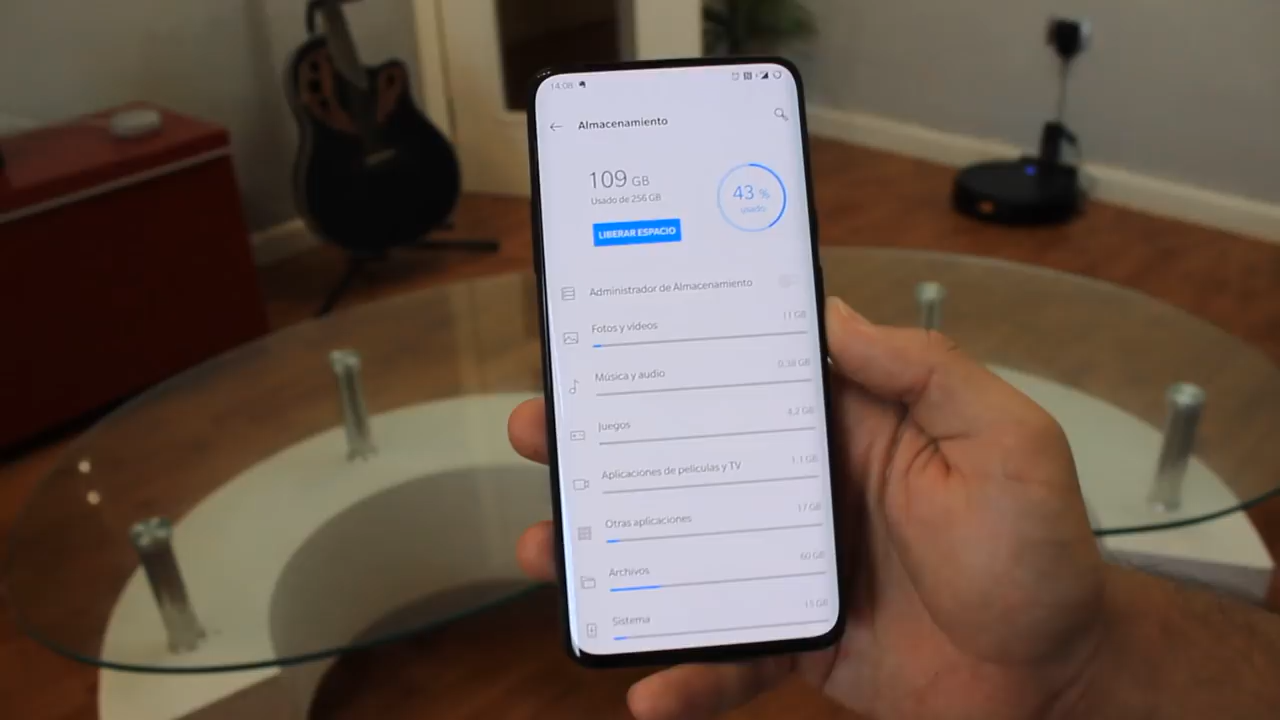 14:08
Almacenamiento
109 GB
Usado de 256 GB
43 %
usado
LIBERAR ESPACIO
Administrador de Almacenamiento
Fotos y vídeos
11 GB
Música y audio
0,38 GB
Juegos
4,2 GB
Aplicaciones de películas y TV
1,1 GB
Otras aplicaciones
17 GB
Archivos
60 GB
Sistema
15 GB